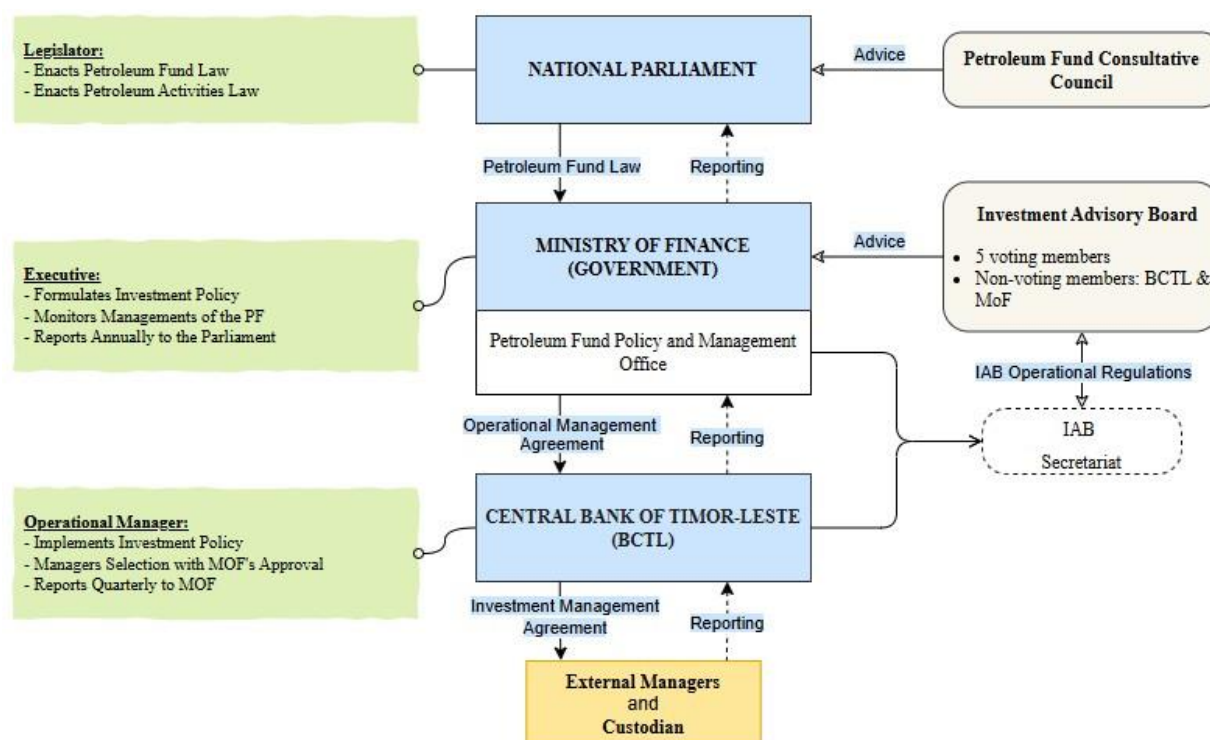 Legislator:
- Enacts Petroleum Fund Law
- Enacts Petroleum Activities Law
NATIONAL PARLIAMENT
Advice
Petroleum Fund Consultative
Council
Petroleum Fund Law
Reporting
Executive:
- Formulates Investment Policy
- Monitors Managements of the PF
- Reports Annually to the Parliament
MINISTRY OF FINANCE
(GOVERNMENT)
Petroleum Fund Policy and Management
Office
Advice
Investment Advisory Board
• 5 voting members
• Non-voting members: BCTL &
MoF
IAB Operational Regulations
IAB
Secretariat
Operational Management
Agreement
Reporting
Operational Manager:
- Implements Investment Policy
- Managers Selection with MOF's Approval
- Reports Quarterly to MOF
CENTRAL BANK OF TIMOR-LESTE
(BCTL)
Investment Management
Agreement
Reporting
External Managers
and
Custodian